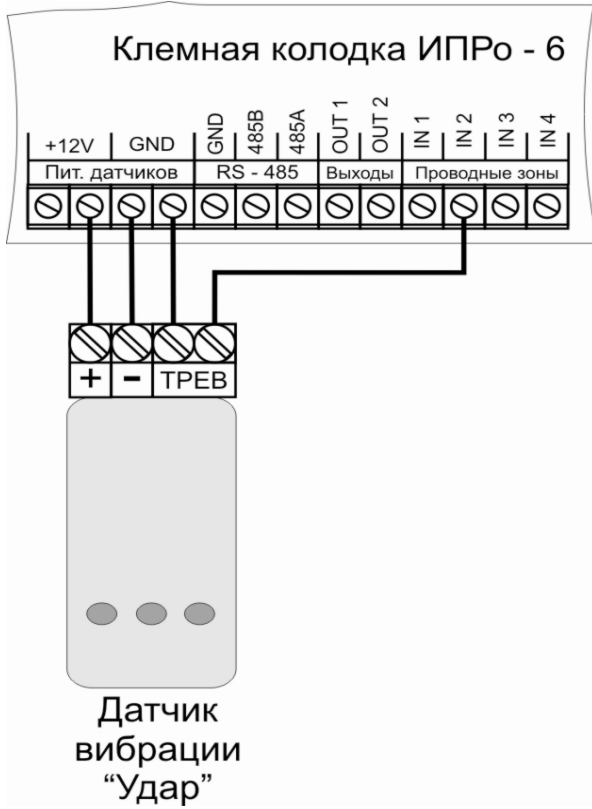 Клемная колодка ИПРо - 6
+12V GND GND 485B 485A OUT 1 OUT 2 IN 1 IN 2 IN 3 IN 4
Пит. датчиков RS - 485 Выходы Проводные зоны
+ - ТРЕВ
Датчик
вибрации
“Удар”